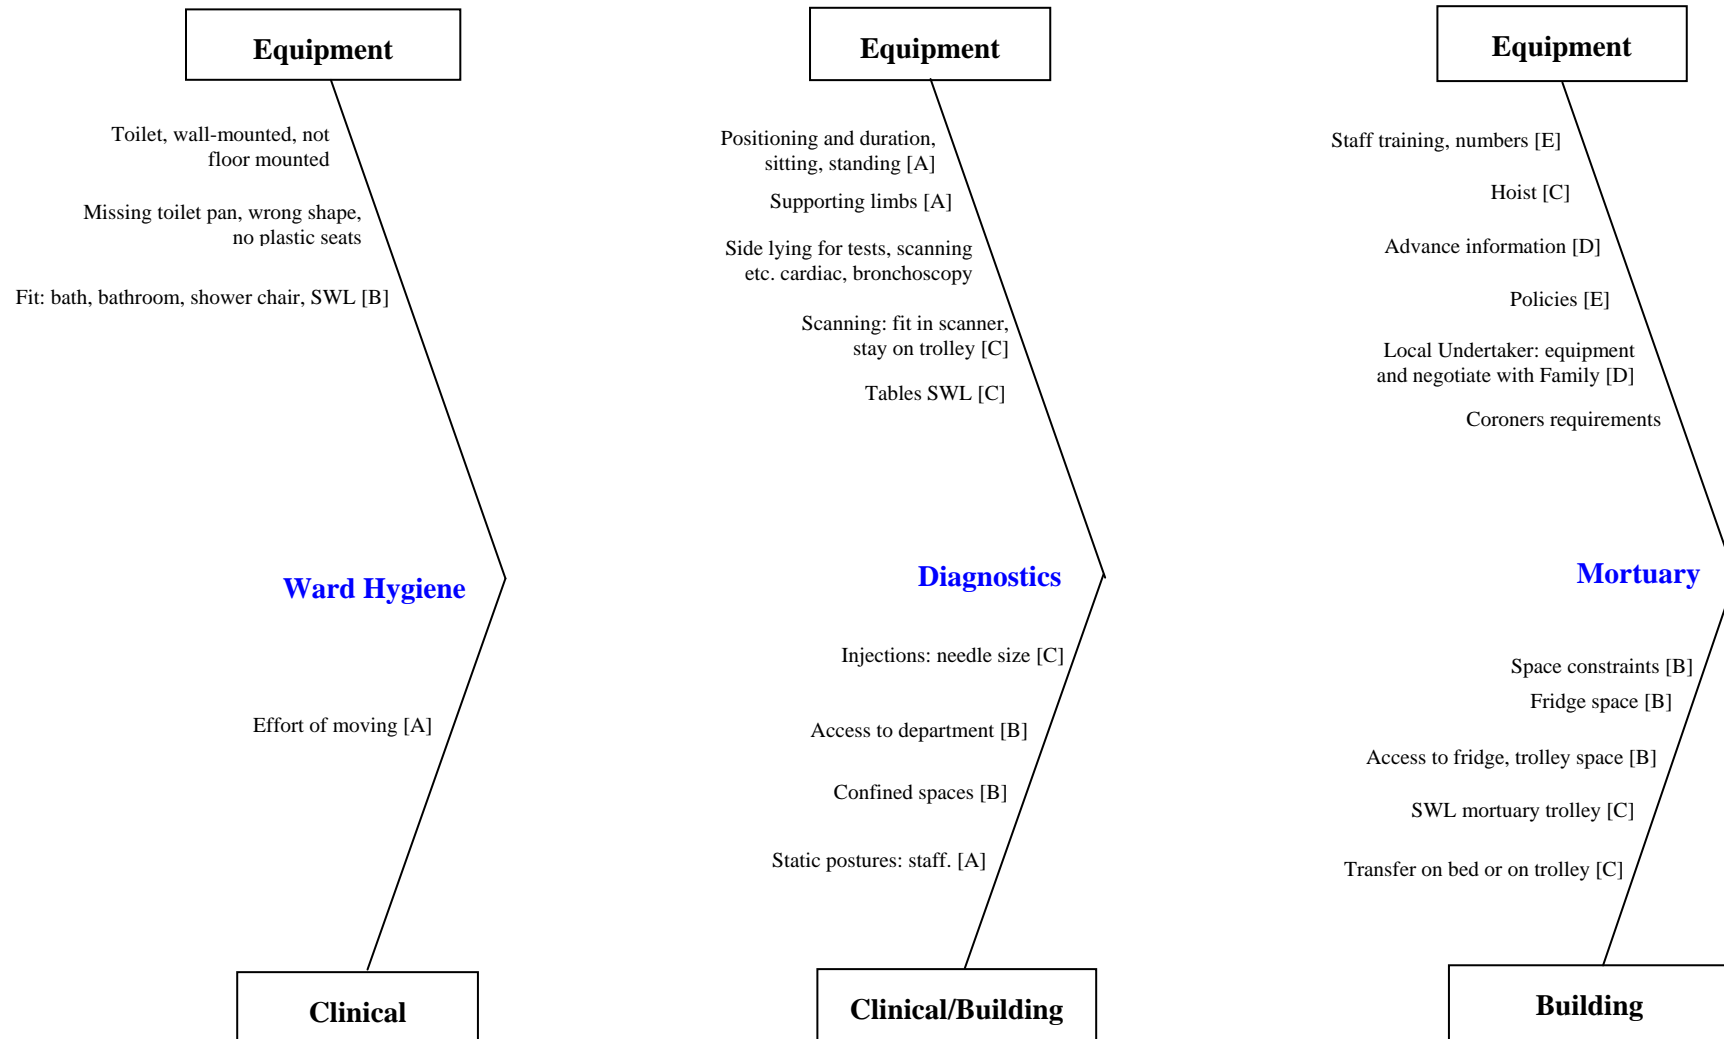 Equipment
Toilet, wall-mounted, not
floor mounted
Missing toilet pan, wrong shape,
no plastic seats
Fit: bath, bathroom, shower chair, SWL [B]
Ward Hygiene
Effort of moving [A]
Clinical
Equipment
Positioning and duration,
sitting, standing [A]
Supporting limbs [A]
Side lying for tests, scanning
etc. cardiac, bronchoscopy
Scanning: fit in scanner,
stay on trolley [C]
Tables SWL [C]
Diagnostics
Injections: needle size [C]
Access to department [B]
Confined spaces [B]
Static postures: staff. [A]
Clinical/Building
Equipment
Staff training, numbers [E]
Hoist [C]
Advance information [D]
Policies [E]
Local Undertaker: equipment
and negotiate with Family [D]
Coroners requirements
Mortuary
Space constraints [B]
Fridge space [B]
Access to fridge, trolley space [B]
SWL mortuary trolley [C]
Transfer on bed or on trolley [C]
Building